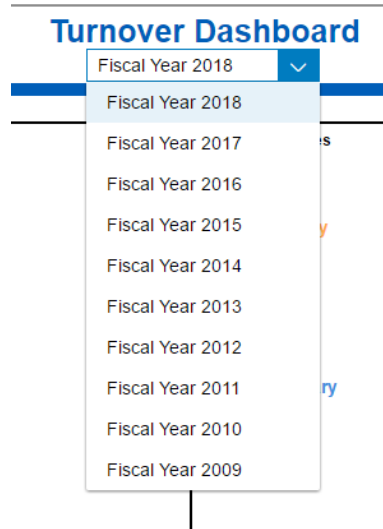 Turnover Dashboard
Fiscal Year 2018
Fiscal Year 2018
Fiscal Year 2017
Fiscal Year 2016
Fiscal Year 2015
Fiscal Year 2014
Fiscal Year 2013
Fiscal Year 2012
Fiscal Year 2011
Fiscal Year 2010
Fiscal Year 2009